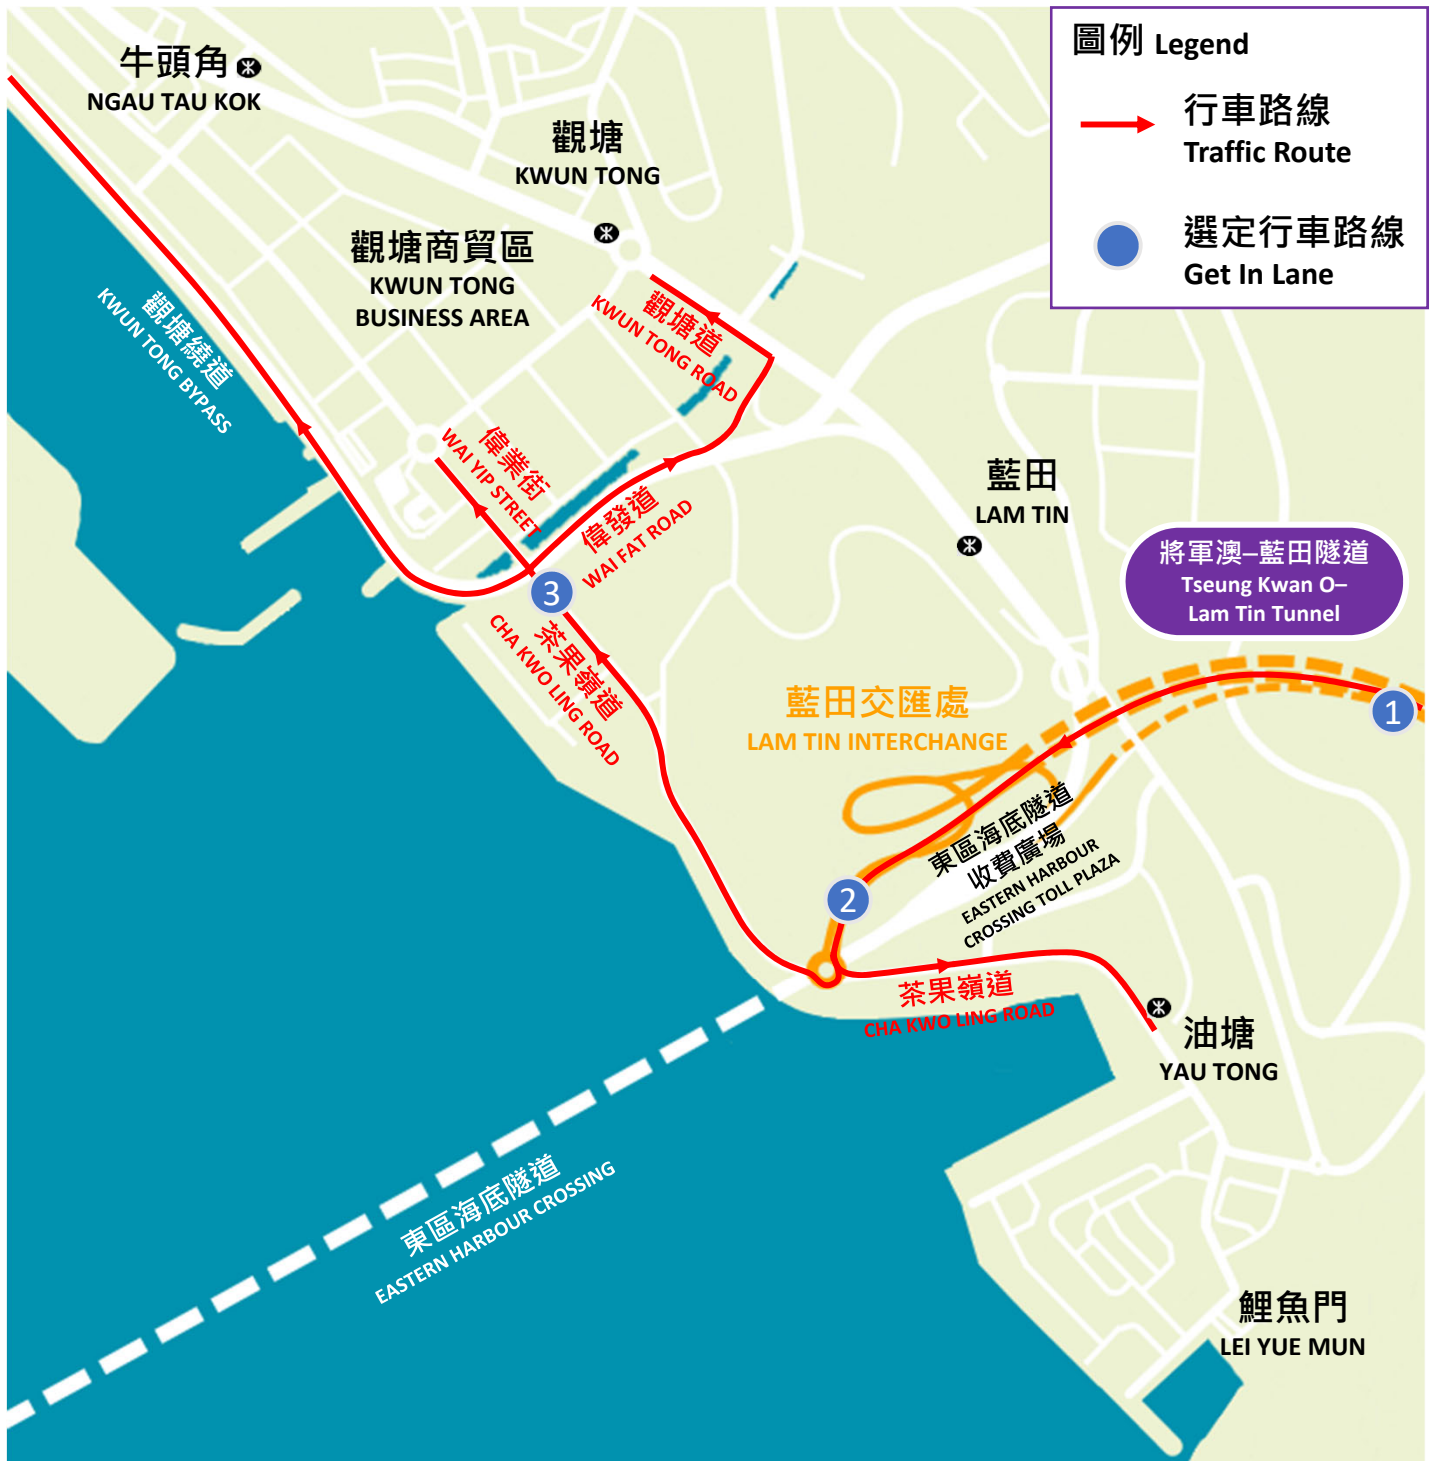 圖例 Legend
行車路線
Traffic Route
選定行車路線
Get In Lane
牛頭角
NGAU TAU KOK
觀塘
KWUN TONG
觀塘商貿區
KWUN TONG
BUSINESS AREA
觀塘繞道
KWUN TONG BYPASS
觀塘道
KWUN TONG ROAD
偉業街
WAI YIP STREET
偉發道
WAI FAT ROAD
藍田
LAM TIN
將軍澳–藍田隧道
Tseung Kwan O–
Lam Tin Tunnel
3
茶果嶺道
CHA KWO LING ROAD
藍田交匯處
LAM TIN INTERCHANGE
1
東區海底隧道
收費廣場
EASTERN HARBOUR
CROSSING TOLL PLAZA
2
茶果嶺道
CHA KWO LING ROAD
油塘
YAU TONG
東區海底隧道
EASTERN HARBOUR CROSSING
鯉魚門
LEI YUE MUN